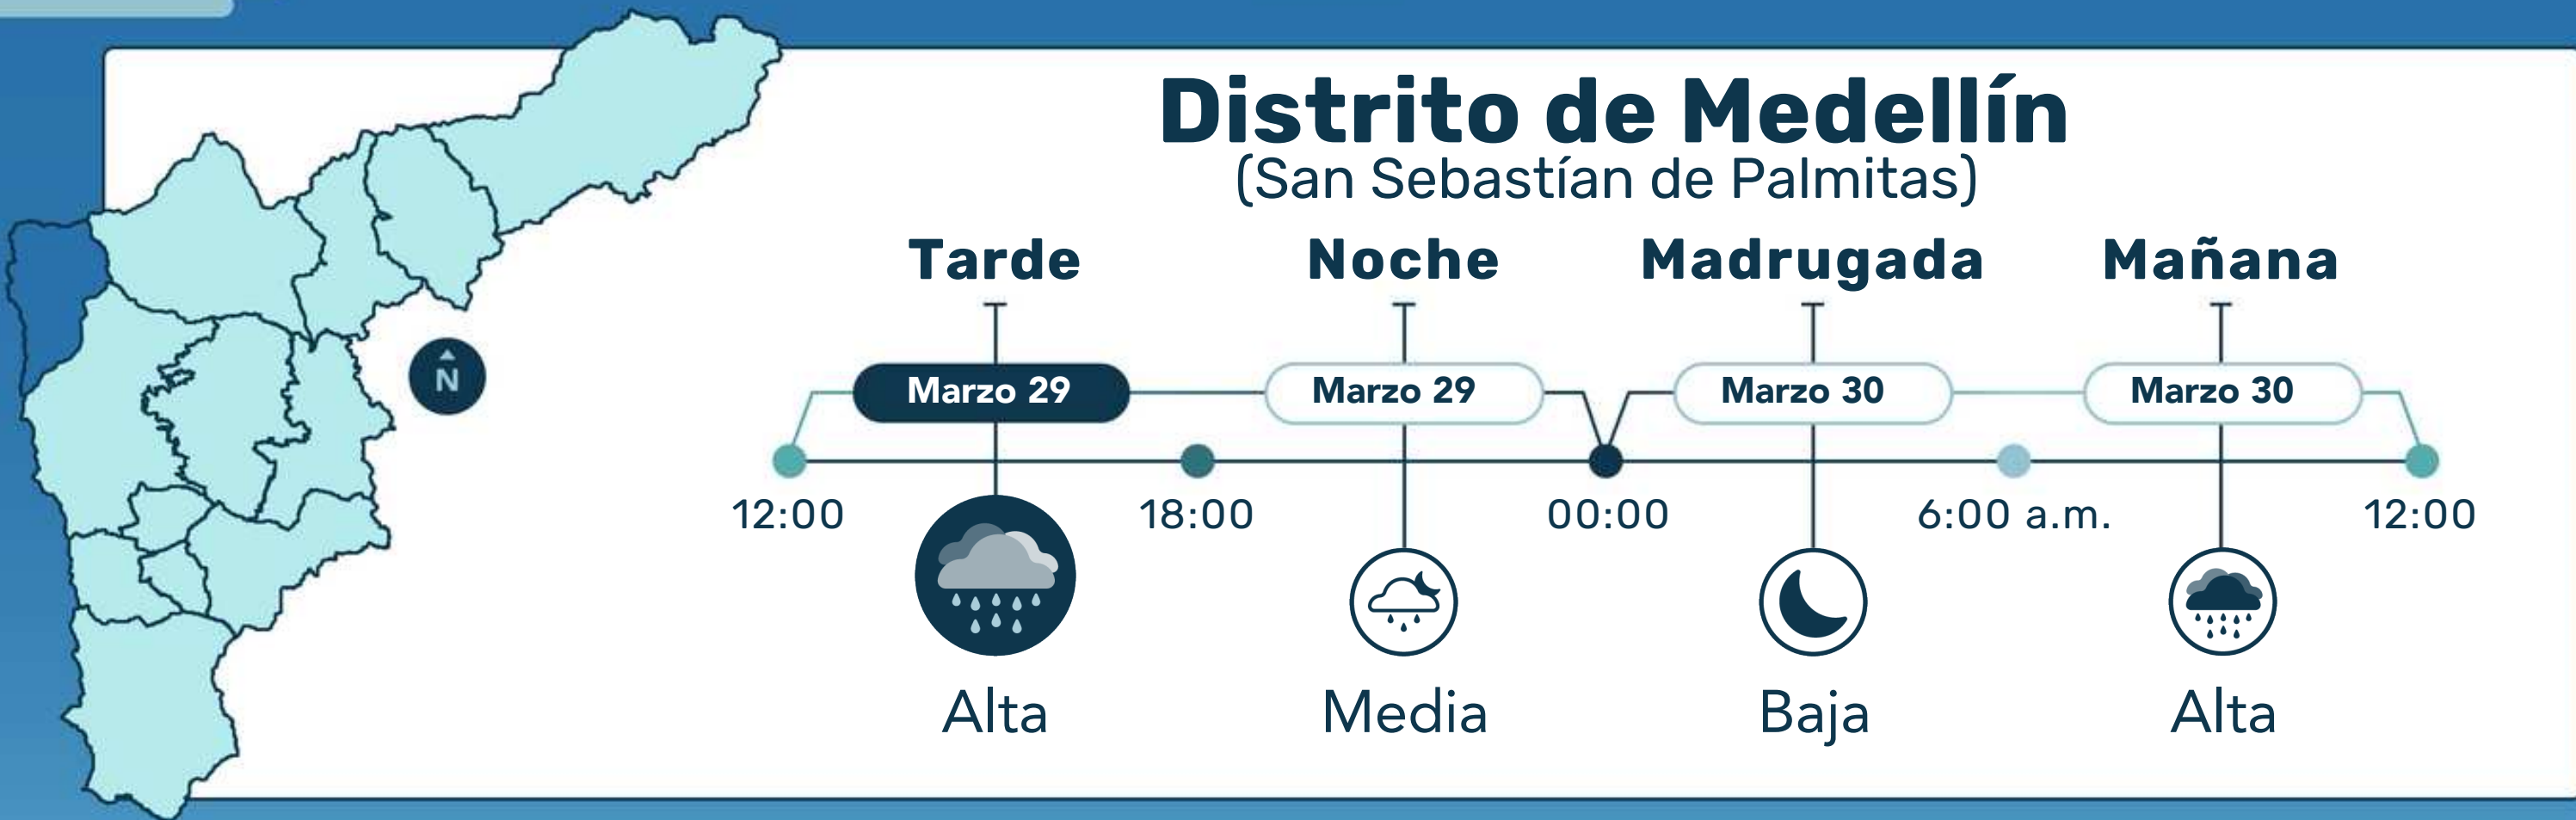 Distrito de Medellín
(San Sebastían de Palmitas)
Tarde Noche Madrugada Mañana
N
Marzo 29 Marzo 29 Marzo 30 Marzo 30
12:00 18:00 00:00 6:00 a.m. 12:00
Alta Media Baja Alta